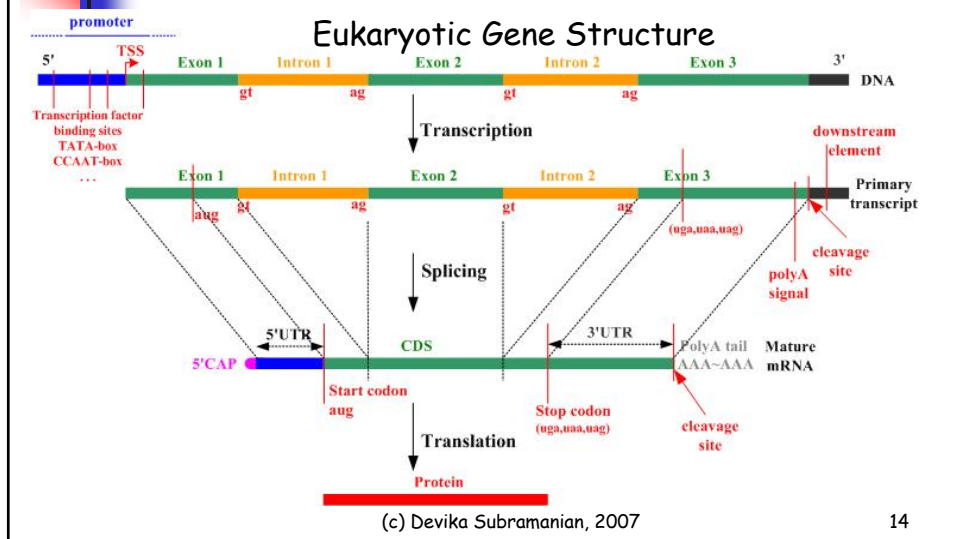 promoter
Eukaryotic Gene Structure
5' TSS Exon 1 Intron 1 Exon 2 Intron 2 Exon 3 3'
DNA
gt ag gt ag
Transcription factor
binding sites
TATA-box
CCAAT-box
...
Transcription
downstream
element
Exon 1 Intron 1 Exon 2 Intron 2 Exon 3
Primary
transcript
aug gt ag gt ag
(uga,uaa,uag)
cleavage
site
polyA
signal
Splicing
5'UTR CDS 3'UTR
PolyA tail
AAA~AAA
Mature
mRNA
5'CAP
Start codon
aug
Stop codon
(uga,uaa,uag)
cleavage
site
Translation
Protein
(c) Devika Subramanian, 2007 14